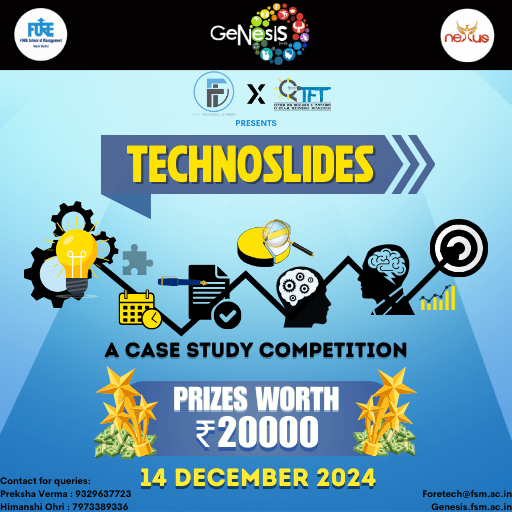 FORE
FORE School of Management
New Delhi
GeNesIS
neXus
X
CRTFT
PRESENTS
TECHNOSLIDES
A CASE STUDY COMPETITION
PRIZES WORTH
₹20000
14 DECEMBER 2024
Contact for queries:
Preksha Verma : 9329637723
Himanshi Ohri : 7973389336
Foretech@fsm.ac.in
Genesis.fsm.ac.in